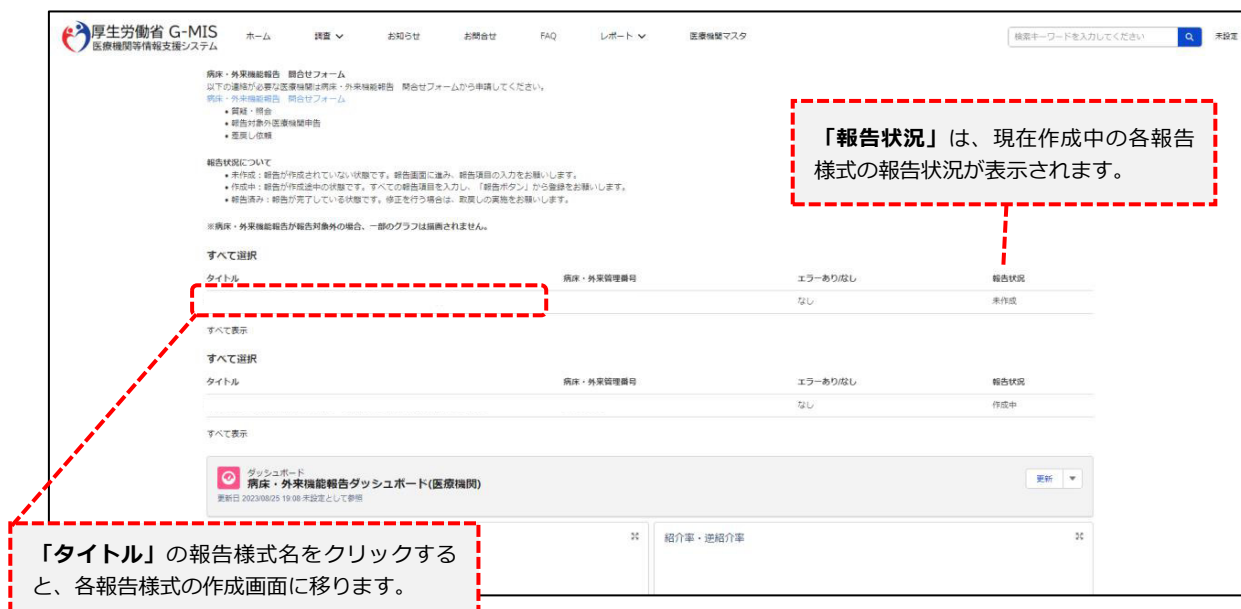 厚生労働省 G-MIS
医療機関等情報支援システム
ホーム 調査 お知らせ お問合せ FAQ レポート 医療機関マスタ 検索キーワードを入力してください 未設定
病床・外来機能報告 問合せフォーム
以下の連絡が必要な医療機関は病床・外来機能報告 問合せフォームから申請してください。
病床・外来機能報告 問合せフォーム
• 質疑・照会
• 報告対象外医療機関申告
• 差戻し依頼
報告状況について
• 未作成：報告が作成されていない状態です。報告画面に進み、報告項目の入力をお願いします。
• 作成中：報告が作成途中の状態です。すべての報告項目を入力し、「報告ボタン」から登録をお願いします。
• 報告済み：報告が完了している状態です。修正を行う場合は、取戻しの実施をお願いします。
※病床・外来機能報告が報告対象外の場合、一部のグラフは描画されません。
「報告状況」は、現在作成中の各報告
様式の報告状況が表示されます。
すべて選択
タイトル 病床・外来管理番号 エラーあり/なし 報告状況
なし 未作成
すべて表示
すべて選択
タイトル 病床・外来管理番号 エラーあり/なし 報告状況
なし 作成中
すべて表示
ダッシュボード
病床・外来機能報告ダッシュボード(医療機関)
更新日 2023/08/25 19:08 未設定として参照
更新
紹介率・逆紹介率
「タイトル」の報告様式名をクリックする
と、各報告様式の作成画面に移ります。